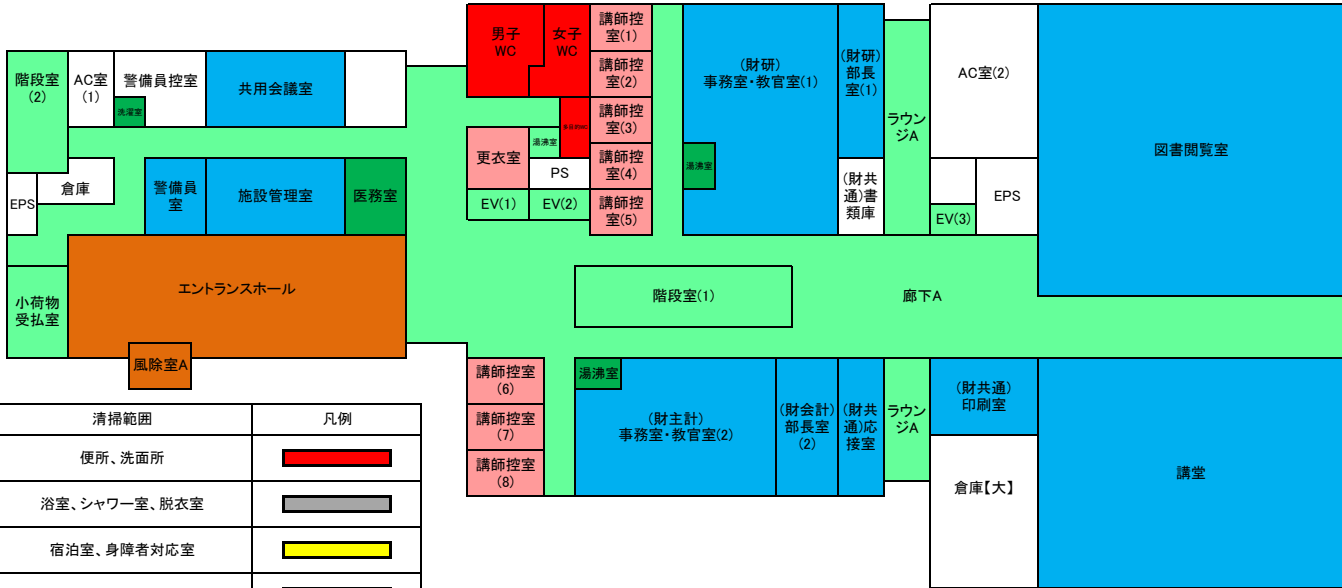 男子
WC
女子
WC
講師控
室(1)
講師控
室(2)
講師控
室(3)
講師控
室(4)
講師控
室(5)
更衣室
湯沸室
PS
EV(1)
EV(2)
階段室
(2)
AC室
(1)
警備員控室
洗濯室
共用会議室
EPS
倉庫
警備員
室
施設管理室
医務室
小荷物
受払室
エントランスホール
風除室A
(財研)
事務室・教官室(1)
湯沸室
(財研)
部長
室(1)
(財共
通)書
類庫
ラウン
ジA
AC室(2)
EPS
EV(3)
図書閲覧室
階段室(1)
廊下A
講師控室
(6)
講師控室
(7)
講師控室
(8)
湯沸室
(財主計)
事務室・教官室(2)
(財会計)
部長室
(2)
(財共
通)応
接室
ラウン
ジA
(財共通)
印刷室
倉庫【大】
講堂
清掃範囲
凡例
便所、洗面所
浴室、シャワー室、脱衣室
宿泊室、身障者対応室